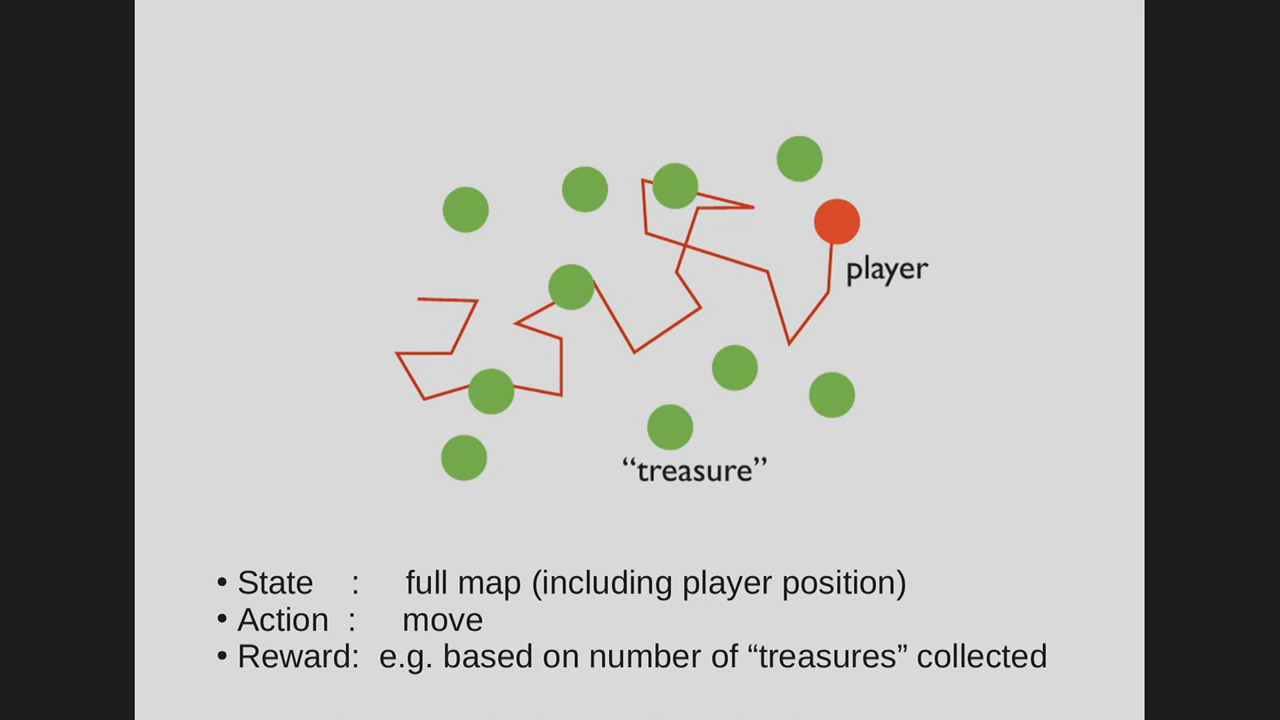 player
“treasure”
• State : full map (including player position)
• Action : move
• Reward: e.g. based on number of “treasures” collected